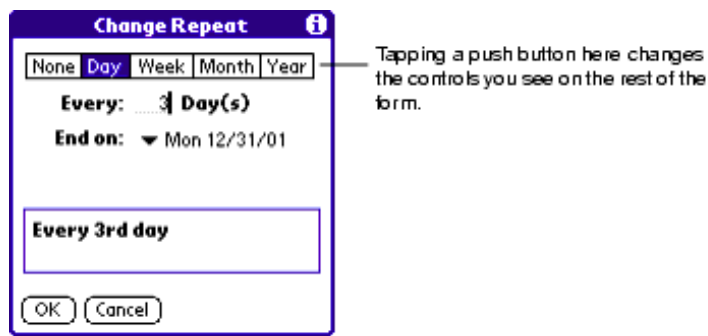 Change Repeat i
None Day Week Month Year
Every: 3 Day(s)
End on: Mon 12/31/01
Every 3rd day
OK Cancel
Tapping a push button here changes
the controls you see on the rest of the
form.